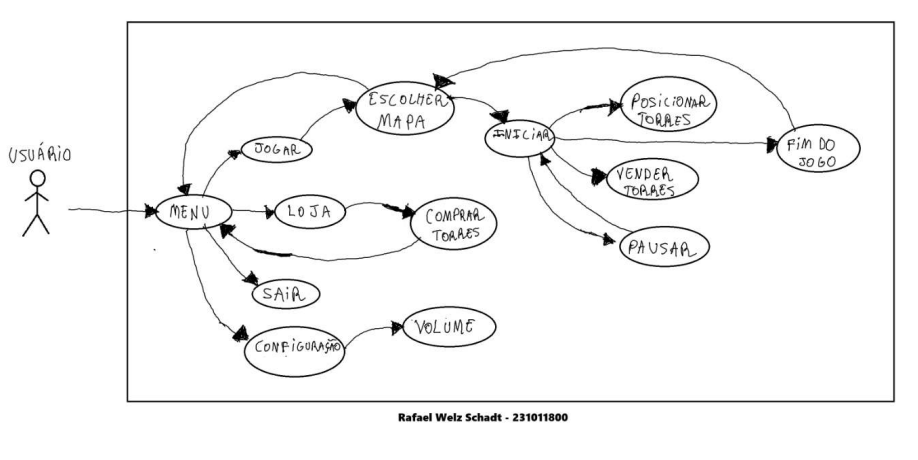 USUÁRIO
MENU
JOGAR
ESCOLHER
MAPA
INICIAR
POSICIONAR
TORRES
VENDER
TORRES
PAUSAR
FIM DO
JOGO
LOJA
COMPRAR
TORRES
SAIR
CONFIGURAÇÃO
VOLUME
Rafael Welz Schadt - 231011800